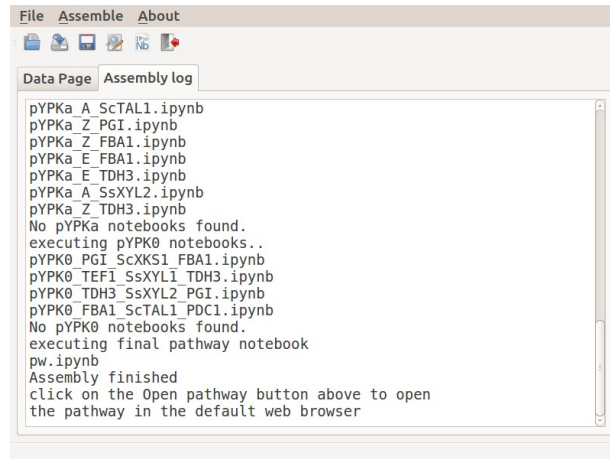 File Assemble About
IP[y]: Nb
Data Page Assembly log
pYPKa_A_ScTAL1.ipynb
pYPKa_Z_PGI.ipynb
pYPKa_Z_FBA1.ipynb
pYPKa_E_FBA1.ipynb
pYPKa_E_TDH3.ipynb
pYPKa_A_SsXYL2.ipynb
pYPKa_Z_TDH3.ipynb
No pYPKa notebooks found.
executing pYPK0 notebooks..
pYPK0_PGI_ScXKS1_FBA1.ipynb
pYPK0_TEF1_SsXYL1_TDH3.ipynb
pYPK0_TDH3_SsXYL2_PGI.ipynb
pYPK0_FBA1_ScTAL1_PDC1.ipynb
No pYPK0 notebooks found.
executing final pathway notebook
pw.ipynb
Assembly finished
click on the Open pathway button above to open
the pathway in the default web browser